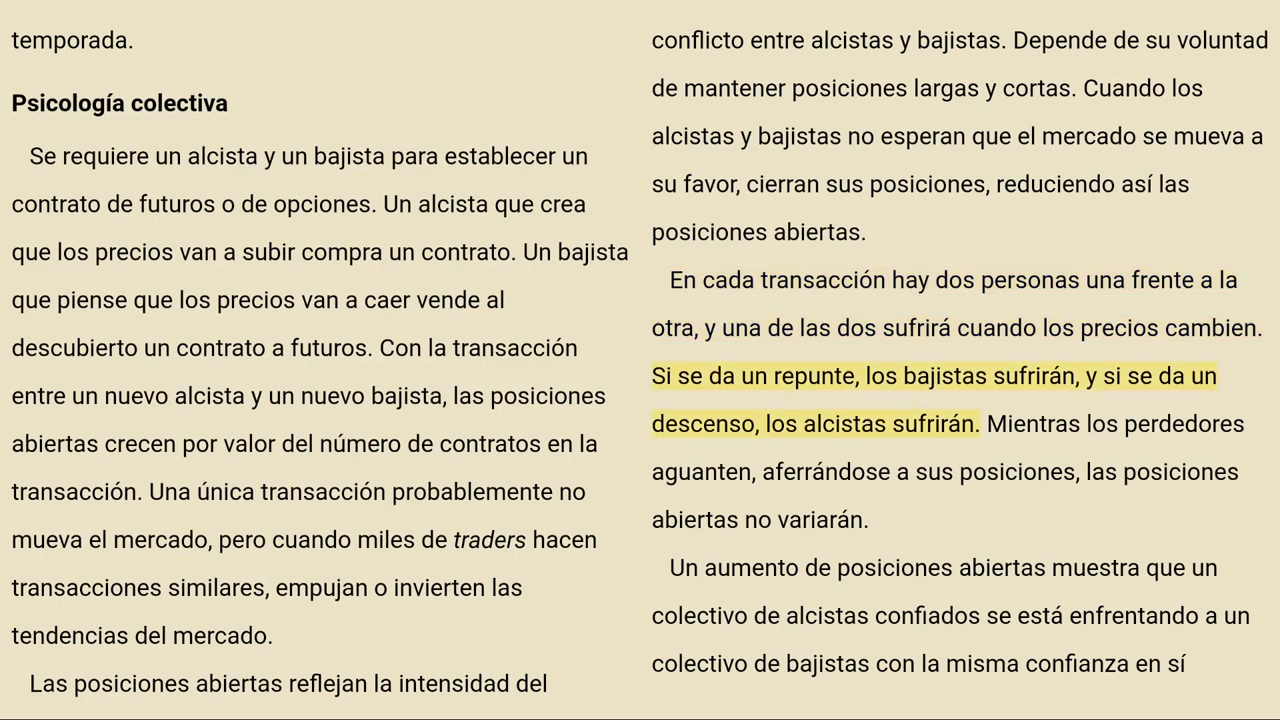 temporada.
Psicología colectiva
Se requiere un alcista y un bajista para establecer un
contrato de futuros o de opciones. Un alcista que crea
que los precios van a subir compra un contrato. Un bajista
que piense que los precios van a caer vende al
descubierto un contrato a futuros. Con la transacción
entre un nuevo alcista y un nuevo bajista, las posiciones
abiertas crecen por valor del número de contratos en la
transacción. Una única transacción probablemente no
mueva el mercado, pero cuando miles de traders hacen
transacciones similares, empujan o invierten las
tendencias del mercado.
Las posiciones abiertas reflejan la intensidad del
conflicto entre alcistas y bajistas. Depende de su voluntad
de mantener posiciones largas y cortas. Cuando los
alcistas y bajistas no esperan que el mercado se mueva a
su favor, cierran sus posiciones, reduciendo así las
posiciones abiertas.
En cada transacción hay dos personas una frente a la
otra, y una de las dos sufrirá cuando los precios cambien.
Si se da un repunte, los bajistas sufrirán, y si se da un
descenso, los alcistas sufrirán. Mientras los perdedores
aguanten, aferrándose a sus posiciones, las posiciones
abiertas no variarán.
Un aumento de posiciones abiertas muestra que un
colectivo de alcistas confiados se está enfrentando a un
colectivo de bajistas con la misma confianza en sí